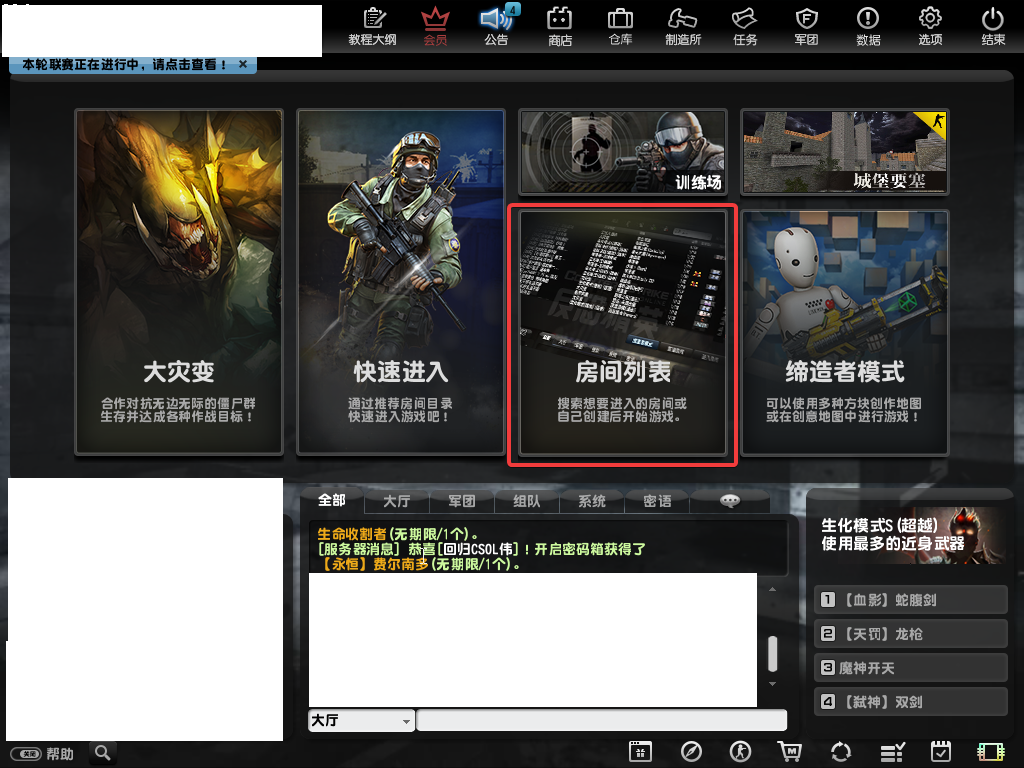 教程大纲
会员
4
公告
商店
仓库
制造所
任务
军团
数据
选项
结束
本轮联赛正在进行中，请点击查看！ ×
训练场
城堡要塞
大灾变
合作对抗无边无际的僵尸群
生存并达成各种作战目标！
快速进入
通过推荐房间目录
快速进入游戏吧！
房间列表
搜索想要进入的房间或
自己创建后开始游戏。
缔造者模式
可以使用多种方块创作地图
或在创意地图中进行游戏！
全部
大厅
军团
组队
系统
密语
生命收割者(无期限/1个)。
[服务器消息] 恭喜[回归CSOL伟]！开启密码箱获得了
【永恒】费尔南多(无期限/1个)。
大厅
生化模式S (超越)
使用最多的近身武器
1 【血影】蛇腹剑
2 【天罚】龙枪
3 魔神开天
4 【弑神】双剑
帮助